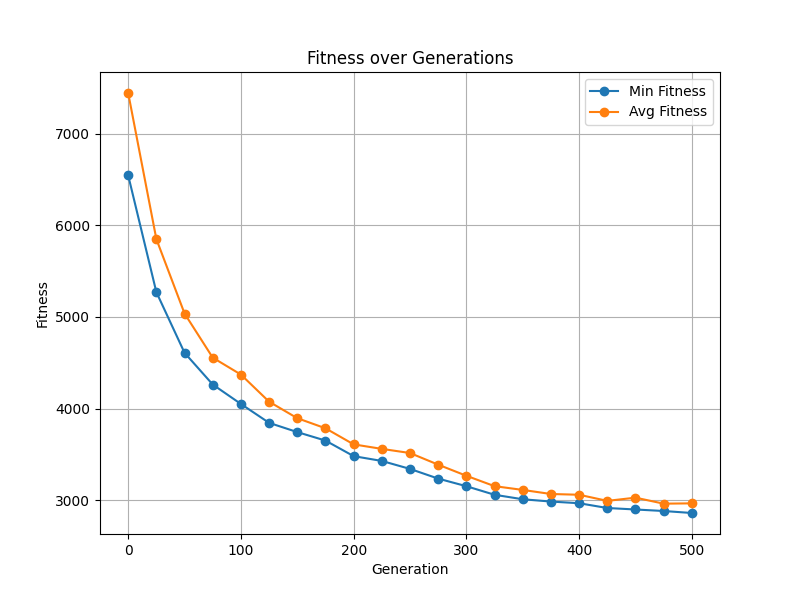 Fitness over Generations
Min Fitness
Avg Fitness
7000
6000
5000
4000
3000
Fitness
0 100 200 300 400 500
Generation